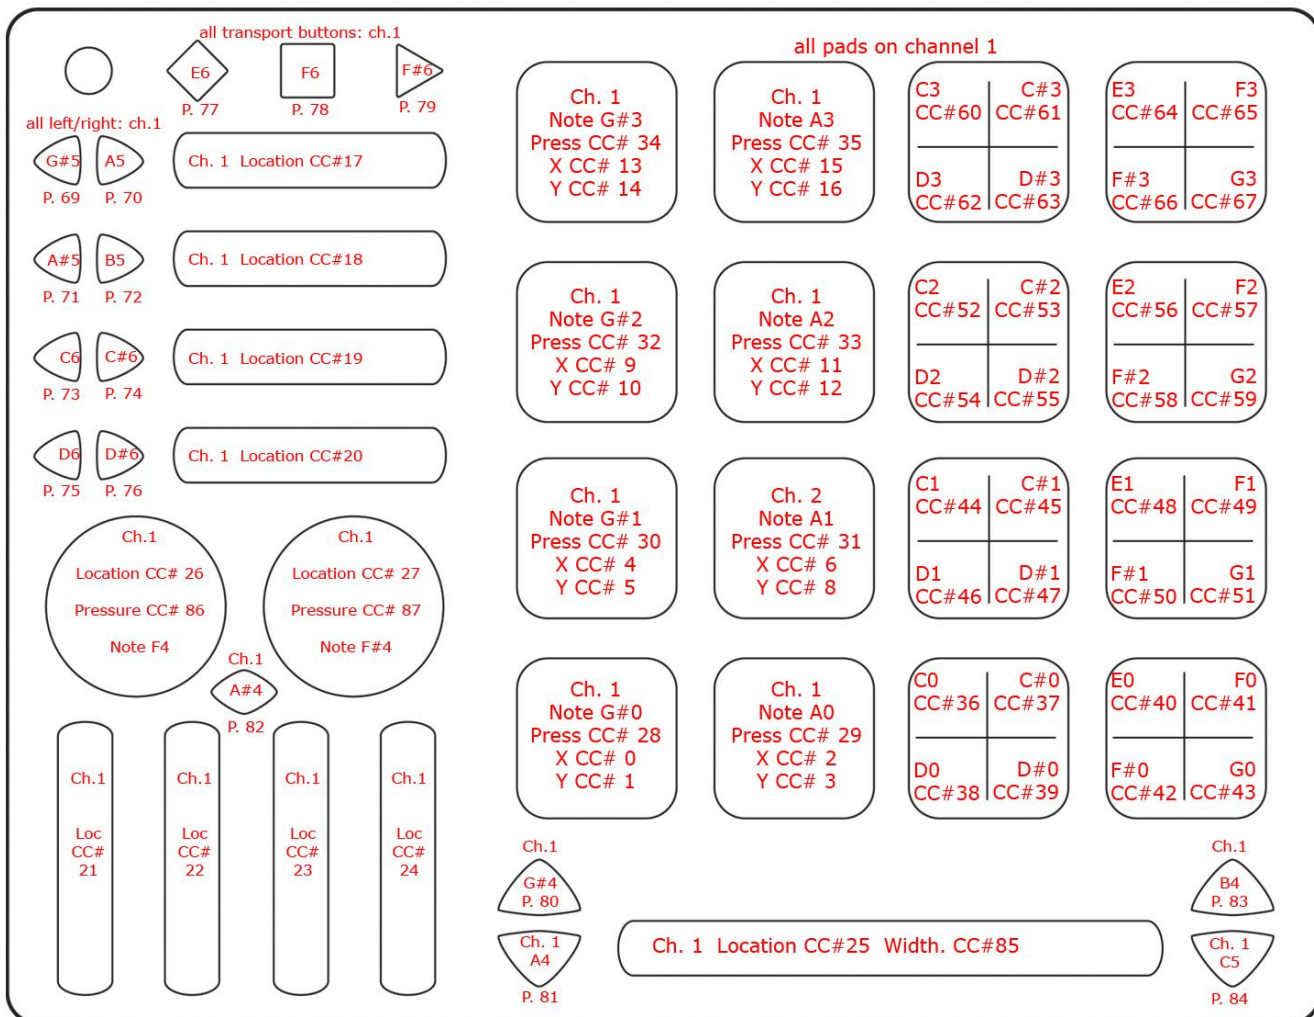 all transport buttons: ch.1
E6
F6
F#6
P. 77
P. 78
P. 79
all left/right: ch.1
G#5
A5
P. 69
P. 70
Ch. 1 Location CC#17
A#5
B5
P. 71
P. 72
Ch. 1 Location CC#18
C6
C#6
P. 73
P. 74
Ch. 1 Location CC#19
D6
D#6
P. 75
P. 76
Ch. 1 Location CC#20
Ch.1
Location CC# 26
Pressure CC# 86
Note F4
Ch.1
Location CC# 27
Pressure CC# 87
Note F#4
Ch.1
A#4
P. 82
Ch.1
Loc
CC#
21
Ch.1
Loc
CC#
22
Ch.1
Loc
CC#
23
Ch.1
Loc
CC#
24
all pads on channel 1
Ch. 1
Note G#3
Press CC# 34
X CC# 13
Y CC# 14
Ch. 1
Note A3
Press CC# 35
X CC# 15
Y CC# 16
C3 C#3
CC#60 CC#61
D3 D#3
CC#62 CC#63
E3 F3
CC#64 CC#65
F#3 G3
CC#66 CC#67
Ch. 1
Note G#2
Press CC# 32
X CC# 9
Y CC# 10
Ch. 1
Note A2
Press CC# 33
X CC# 11
Y CC# 12
C2 C#2
CC#52 CC#53
D2 D#2
CC#54 CC#55
E2 F2
CC#56 CC#57
F#2 G2
CC#58 CC#59
Ch. 1
Note G#1
Press CC# 30
X CC# 4
Y CC# 5
Ch. 2
Note A1
Press CC# 31
X CC# 6
Y CC# 8
C1 C#1
CC#44 CC#45
D1 D#1
CC#46 CC#47
E1 F1
CC#48 CC#49
F#1 G1
CC#50 CC#51
Ch. 1
Note G#0
Press CC# 28
X CC# 0
Y CC# 1
Ch. 1
Note A0
Press CC# 29
X CC# 2
Y CC# 3
C0 C#0
CC#36 CC#37
D0 D#0
CC#38 CC#39
E0 F0
CC#40 CC#41
F#0 G0
CC#42 CC#43
Ch.1
G#4
P. 80
Ch. 1
A4
P. 81
Ch. 1 Location CC#25 Width. CC#85
Ch.1
B4
P. 83
Ch. 1
C5
P. 84